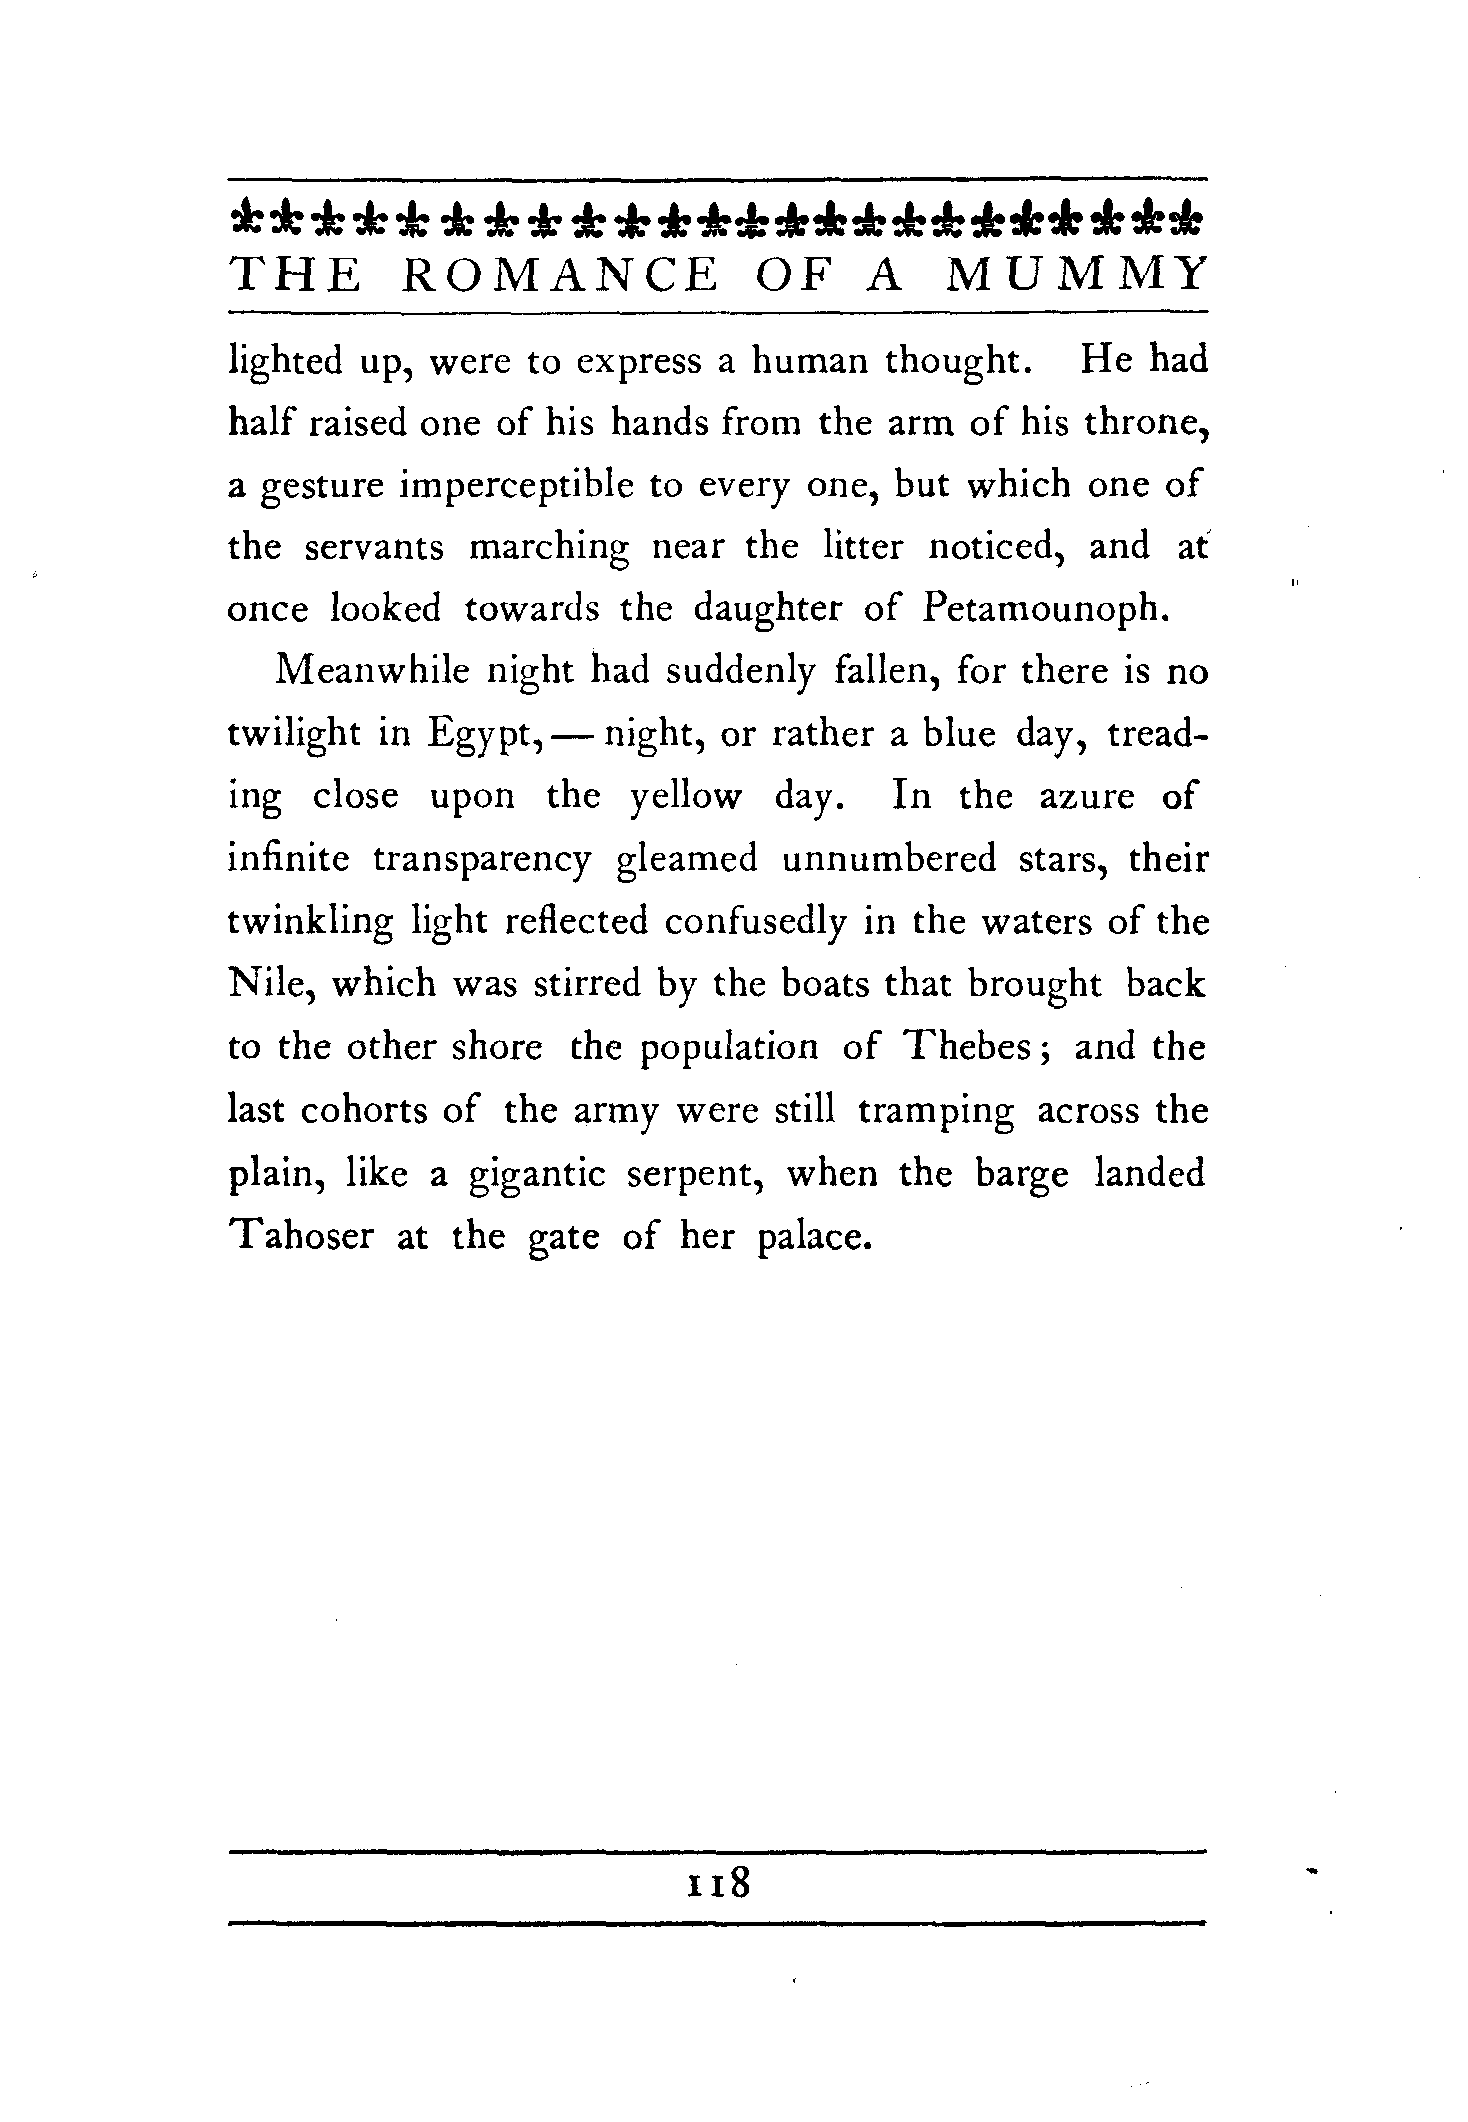 THE ROMANCE OF A MUMMY
lighted up, were to express a human thought. He had
half raised one of his hands from the arm of his throne,
a gesture imperceptible to every one, but which one of
the servants marching near the litter noticed, and at
once looked towards the daughter of Petamounoph.
Meanwhile night had suddenly fallen, for there is no
twilight in Egypt,— night, or rather a blue day, tread-
ing close upon the yellow day. In the azure of
infinite transparency gleamed unnumbered stars, their
twinkling light reflected confusedly in the waters of the
Nile, which was stirred by the boats that brought back
to the other shore the population of Thebes; and the
last cohorts of the army were still tramping across the
plain, like a gigantic serpent, when the barge landed
Tahoser at the gate of her palace.
118